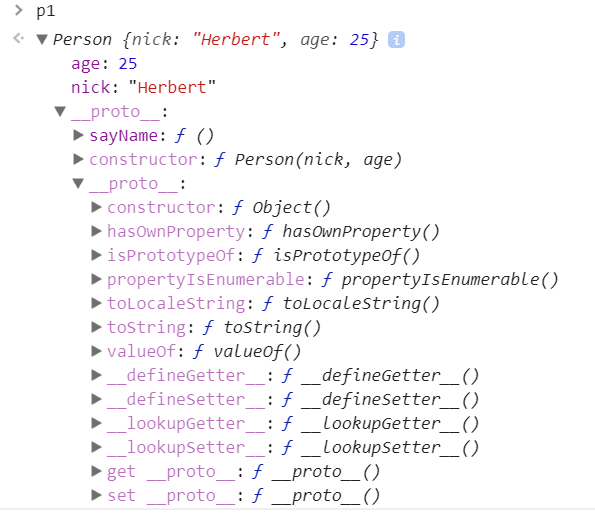 p1
Person {nick: "Herbert", age: 25} i
age: 25
nick: "Herbert"
__proto__:
sayName: ƒ ()
constructor: ƒ Person(nick, age)
__proto__:
constructor: ƒ Object()
hasOwnProperty: ƒ hasOwnProperty()
isPrototypeOf: ƒ isPrototypeOf()
propertyIsEnumerable: ƒ propertyIsEnumerable()
toLocaleString: ƒ toLocaleString()
toString: ƒ toString()
valueOf: ƒ valueOf()
__defineGetter__: ƒ __defineGetter__()
__defineSetter__: ƒ __defineSetter__()
__lookupGetter__: ƒ __lookupGetter__()
__lookupSetter__: ƒ __lookupSetter__()
get __proto__: ƒ __proto__()
set __proto__: ƒ __proto__()